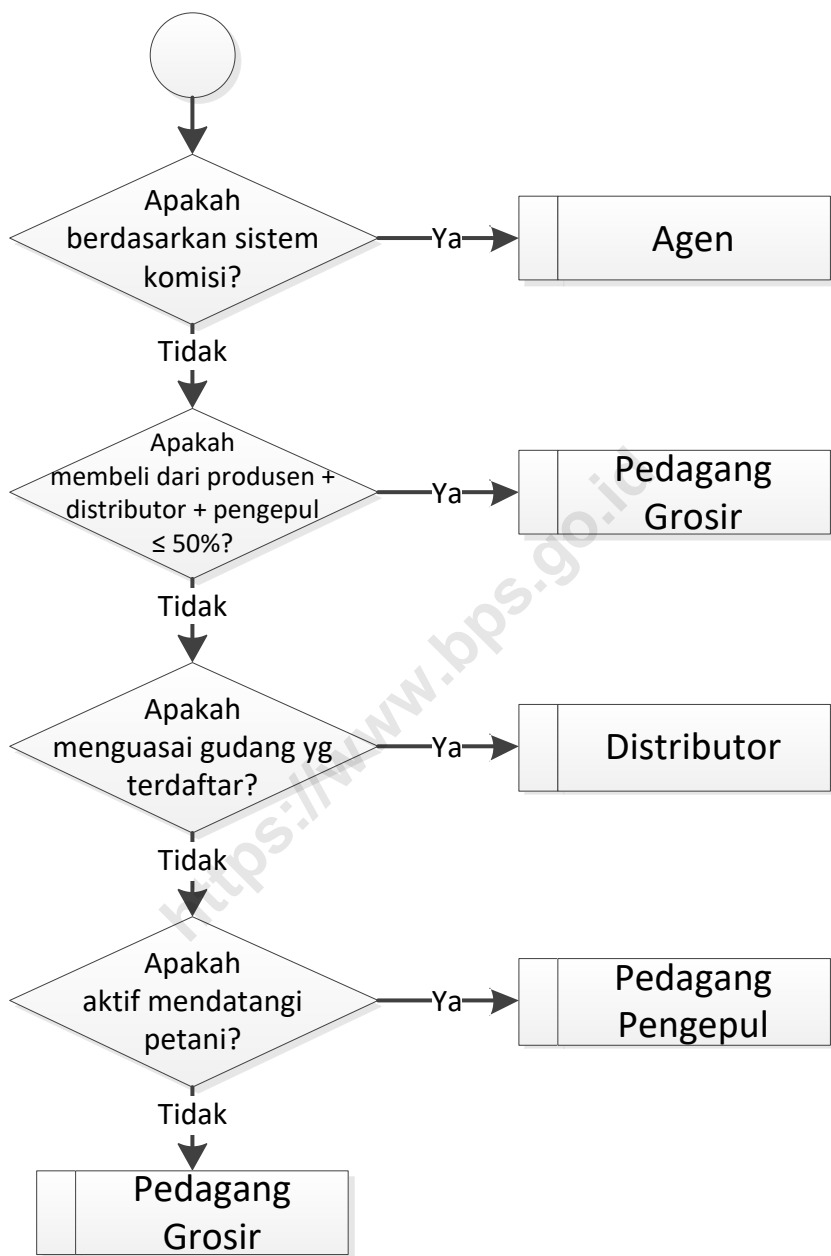 Apakah
berdasarkan sistem
komisi?
Ya
Agen
Tidak
Apakah
membeli dari produsen +
distributor + pengepul
≤ 50%?
Ya
Pedagang
Grosir
Tidak
Apakah
menguasai gudang yg
terdaftar?
Ya
Distributor
Tidak
Apakah
aktif mendatangi
petani?
Ya
Pedagang
Pengepul
Tidak
Pedagang
Grosir
https://www.bps.go.id